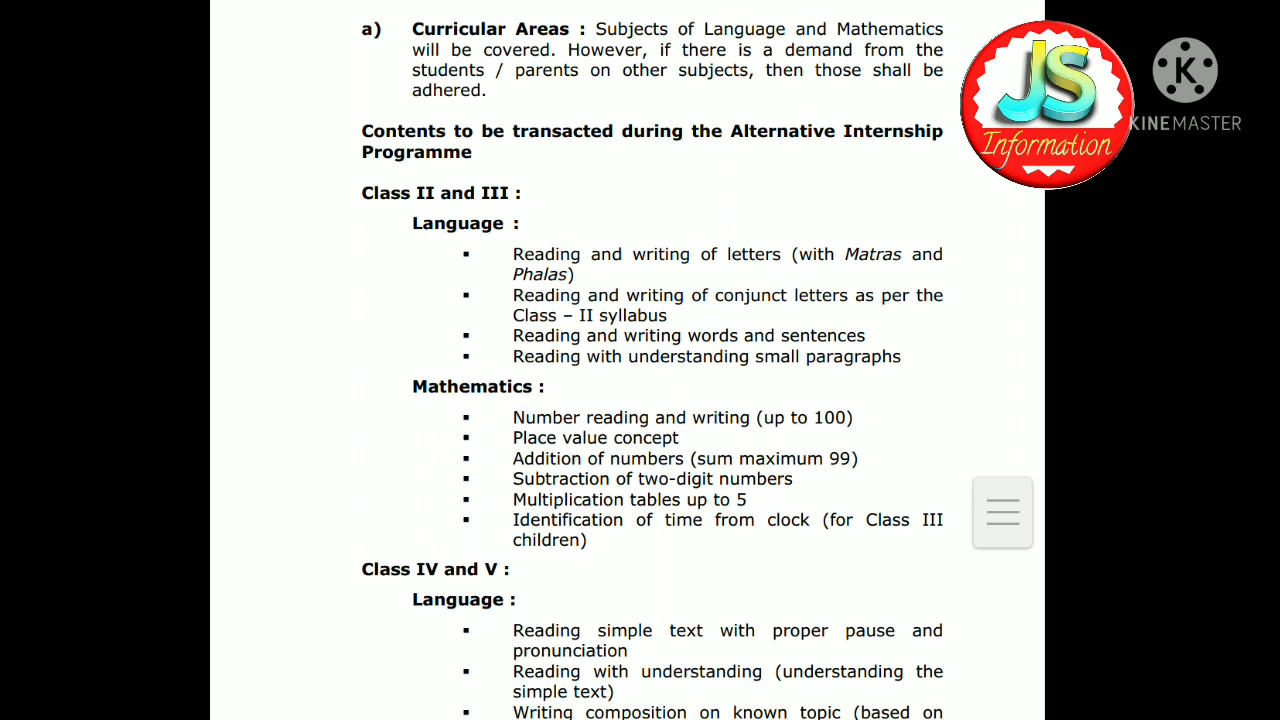 a) Curricular Areas : Subjects of Language and Mathematics
will be covered. However, if there is a demand from the
students / parents on other subjects, then those shall be
adhered.
Contents to be transacted during the Alternative Internship
Programme
Class II and III :
Language :
▪ Reading and writing of letters (with Matras and
Phalas)
▪ Reading and writing of conjunct letters as per the
Class – II syllabus
▪ Reading and writing words and sentences
▪ Reading with understanding small paragraphs
Mathematics :
▪ Number reading and writing (up to 100)
▪ Place value concept
▪ Addition of numbers (sum maximum 99)
▪ Subtraction of two-digit numbers
▪ Multiplication tables up to 5
▪ Identification of time from clock (for Class III
children)
Class IV and V :
Language :
▪ Reading simple text with proper pause and
pronunciation
▪ Reading with understanding (understanding the
simple text)
▪ Writing composition on known topic (based on
JS
Information
K
KINEMASTER